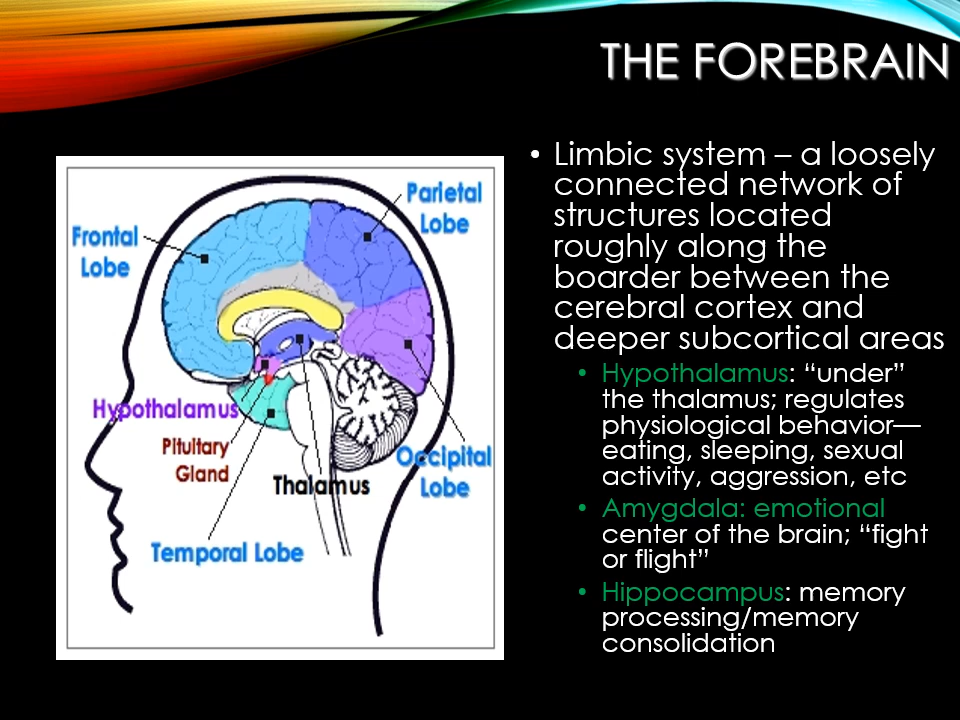 THE FOREBRAIN
Parietal
Lobe
Frontal
Lobe
Hypothalamus
Pituitary
Gland
Thalamus
Occipital
Lobe
Temporal Lobe
• Limbic system – a loosely
connected network of
structures located
roughly along the
boarder between the
cerebral cortex and
deeper subcortical areas
• Hypothalamus: “under”
the thalamus; regulates
physiological behavior—
eating, sleeping, sexual
activity, aggression, etc
• Amygdala: emotional
center of the brain; “fight
or flight”
• Hippocampus: memory
processing/memory
consolidation